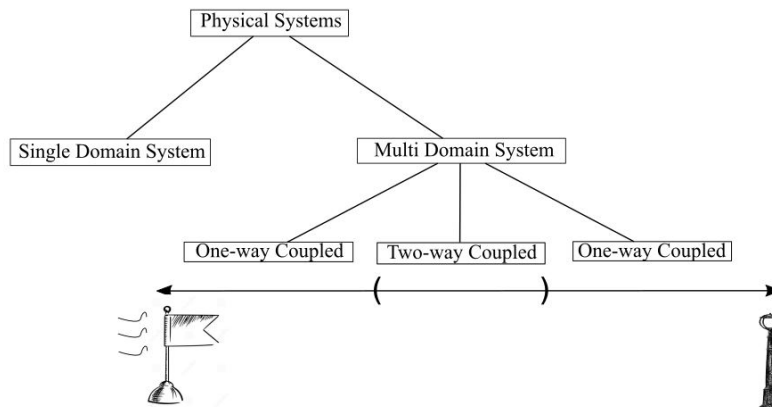 Physical Systems
Single Domain System
Multi Domain System
One-way Coupled
Two-way Coupled
One-way Coupled